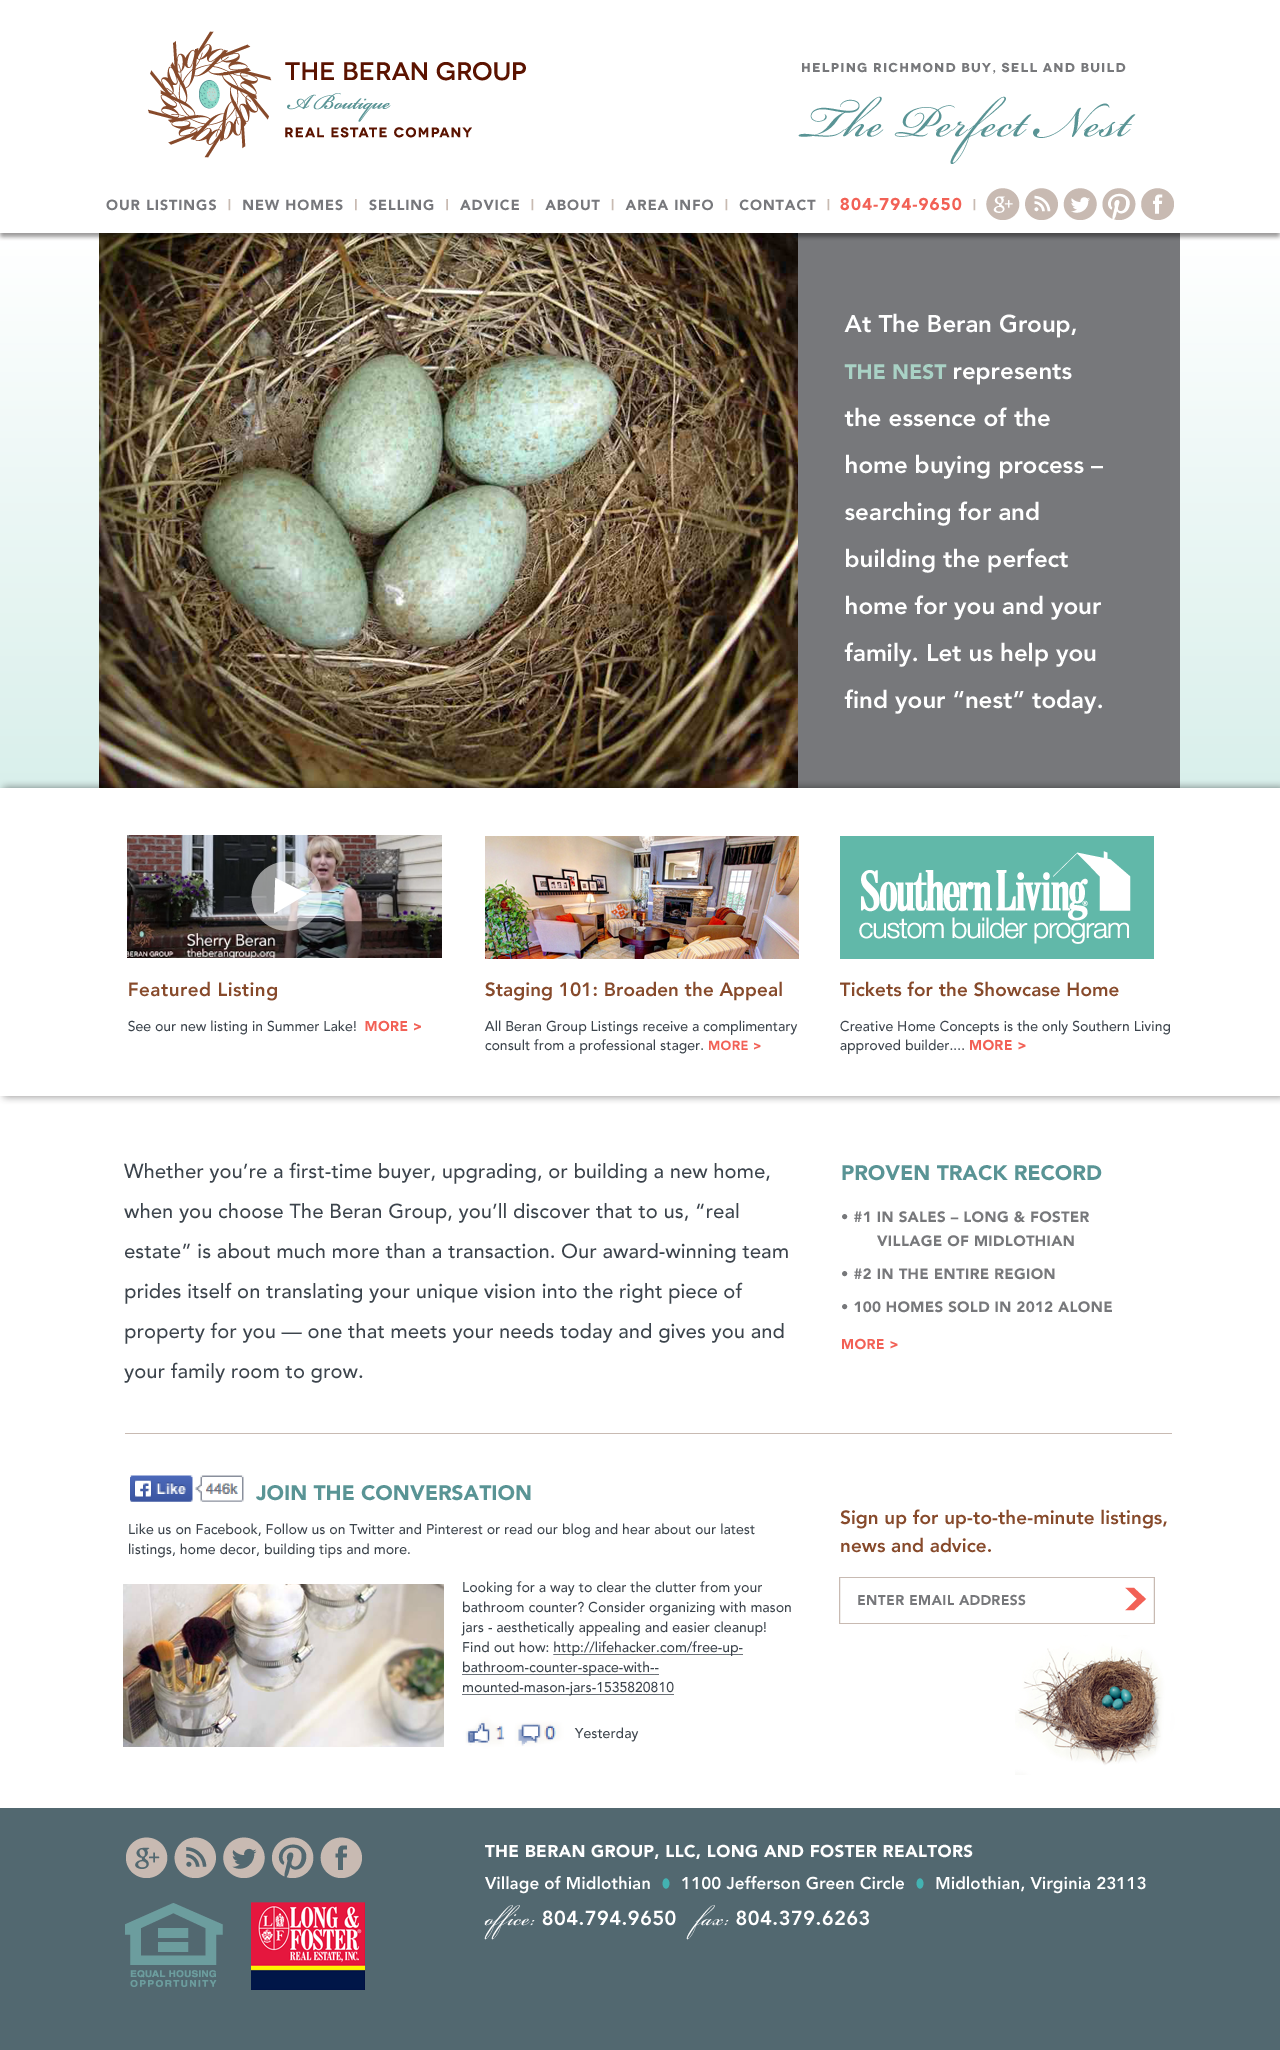 THE BERAN GROUP
A Boutique
REAL ESTATE COMPANY
HELPING RICHMOND BUY, SELL AND BUILD
The Perfect Nest
OUR LISTINGS | NEW HOMES | SELLING | ADVICE | ABOUT | AREA INFO | CONTACT | 804-794-9650 |
At The Beran Group,
THE NEST represents
the essence of the
home buying process –
searching for and
building the perfect
home for you and your
family. Let us help you
find your “nest” today.
Sherry Beran
theberangroup.org
BERAN GROUP
Southern Living
custom builder program
Featured Listing
See our new listing in Summer Lake! MORE >
Staging 101: Broaden the Appeal
All Beran Group Listings receive a complimentary
consult from a professional stager. MORE >
Tickets for the Showcase Home
Creative Home Concepts is the only Southern Living
approved builder.... MORE >
Whether you’re a first-time buyer, upgrading, or building a new home,
when you choose The Beran Group, you’ll discover that to us, “real
estate” is about much more than a transaction. Our award-winning team
prides itself on translating your unique vision into the right piece of
property for you — one that meets your needs today and gives you and
your family room to grow.
PROVEN TRACK RECORD
• #1 IN SALES – LONG & FOSTER
VILLAGE OF MIDLOTHIAN
• #2 IN THE ENTIRE REGION
• 100 HOMES SOLD IN 2012 ALONE
MORE >
Like 446k JOIN THE CONVERSATION
Like us on Facebook, Follow us on Twitter and Pinterest or read our blog and hear about our latest
listings, home decor, building tips and more.
Looking for a way to clear the clutter from your
bathroom counter? Consider organizing with mason
jars - aesthetically appealing and easier cleanup!
Find out how: http://lifehacker.com/free-up-
bathroom-counter-space-with--
mounted-mason-jars-1535820810
1 0 Yesterday
Sign up for up-to-the-minute listings,
news and advice.
ENTER EMAIL ADDRESS
EQUAL HOUSING
OPPORTUNITY
LONG &
FOSTER
REAL ESTATE, INC.
THE BERAN GROUP, LLC, LONG AND FOSTER REALTORS
Village of Midlothian 1100 Jefferson Green Circle Midlothian, Virginia 23113
office: 804.794.9650 fax: 804.379.6263